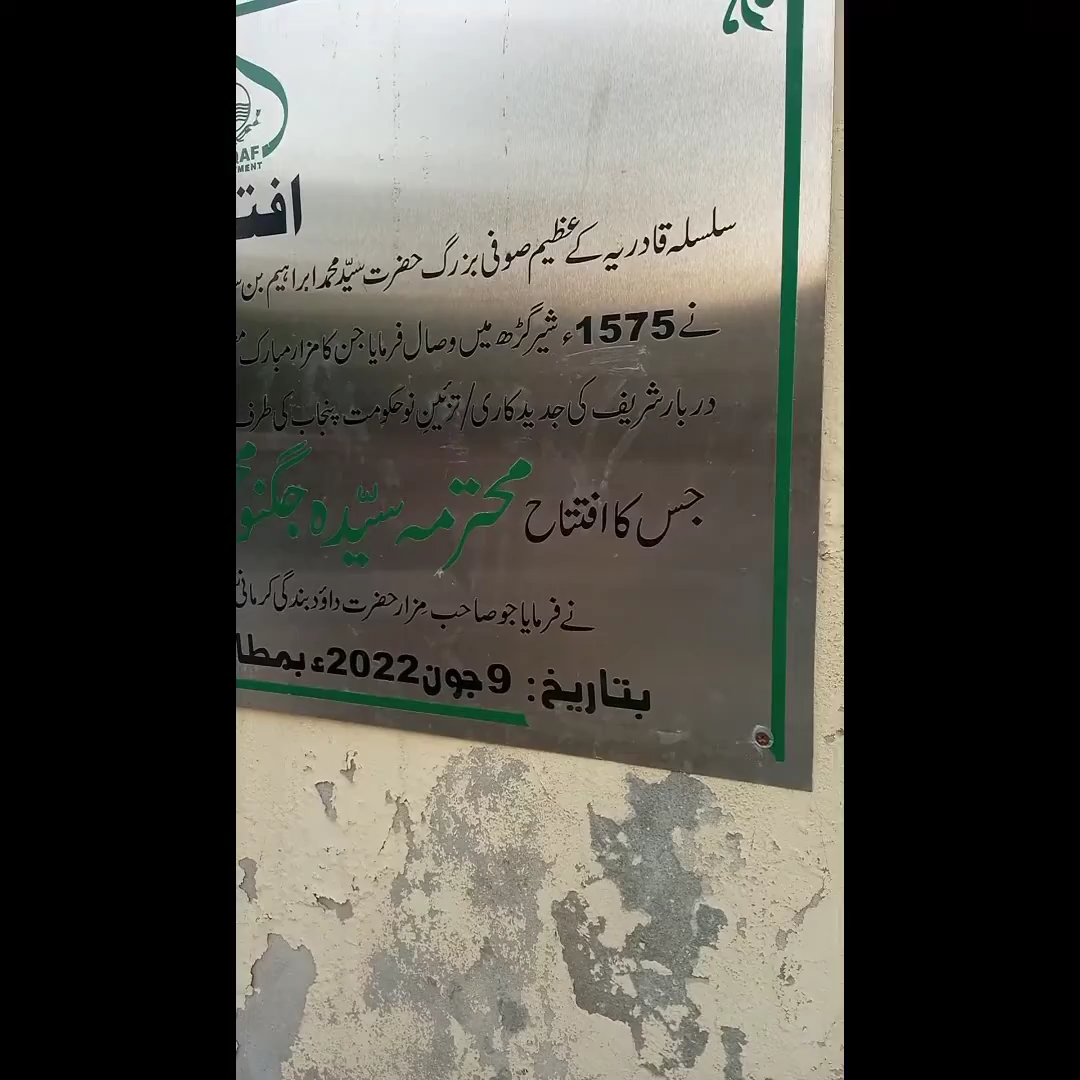 AF
MENT
سلسلہ قادریہ کے عظیم صوفی بزرگ حضرت سیّد محمد ابراہیم بن
نے 1575ء شیر گڑھ میں وصال فرمایا جن کا مزار مبارک
دربار شریف کی جدید کاری/تزئینِ نو حکومت پنجاب کی طرف
جس کا افتتاح محترمہ سیّدہ جگنو
نے فرمایا جو صاحب مزار حضرت داؤد بندگی کرمانی
بتاریخ: 9 جون 2022ء